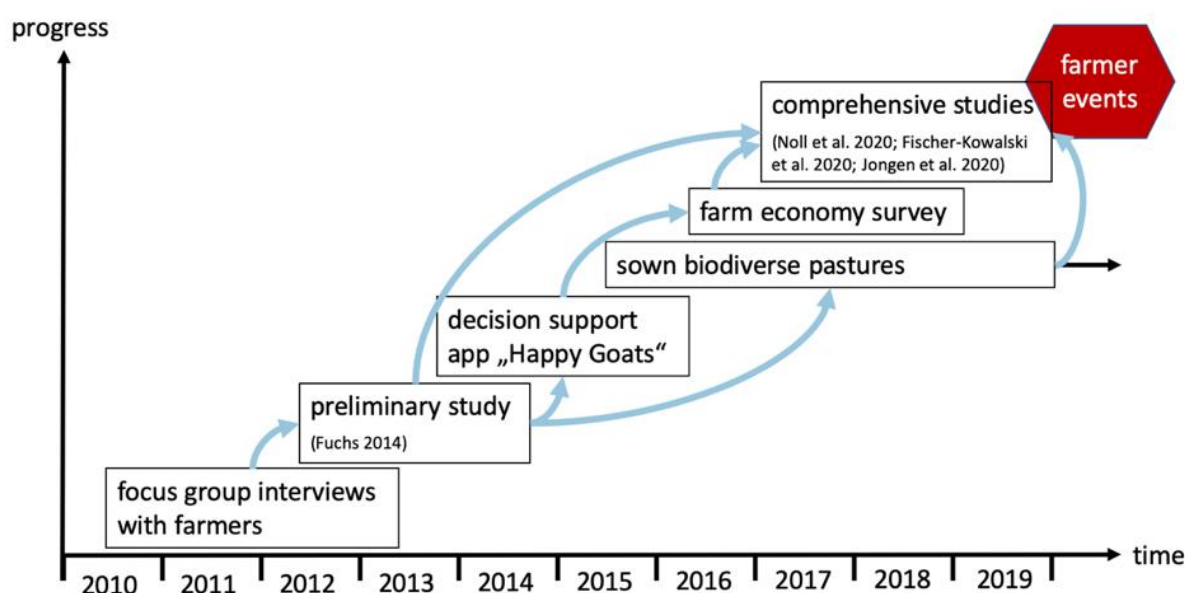 progress
farmer
events
comprehensive studies
(Noll et al. 2020; Fischer-Kowalski
et al. 2020; Jongen et al. 2020)
farm economy survey
sown biodiverse pastures
decision support
app „Happy Goats“
preliminary study
(Fuchs 2014)
focus group interviews
with farmers
time
2010 2011 2012 2013 2014 2015 2016 2017 2018 2019